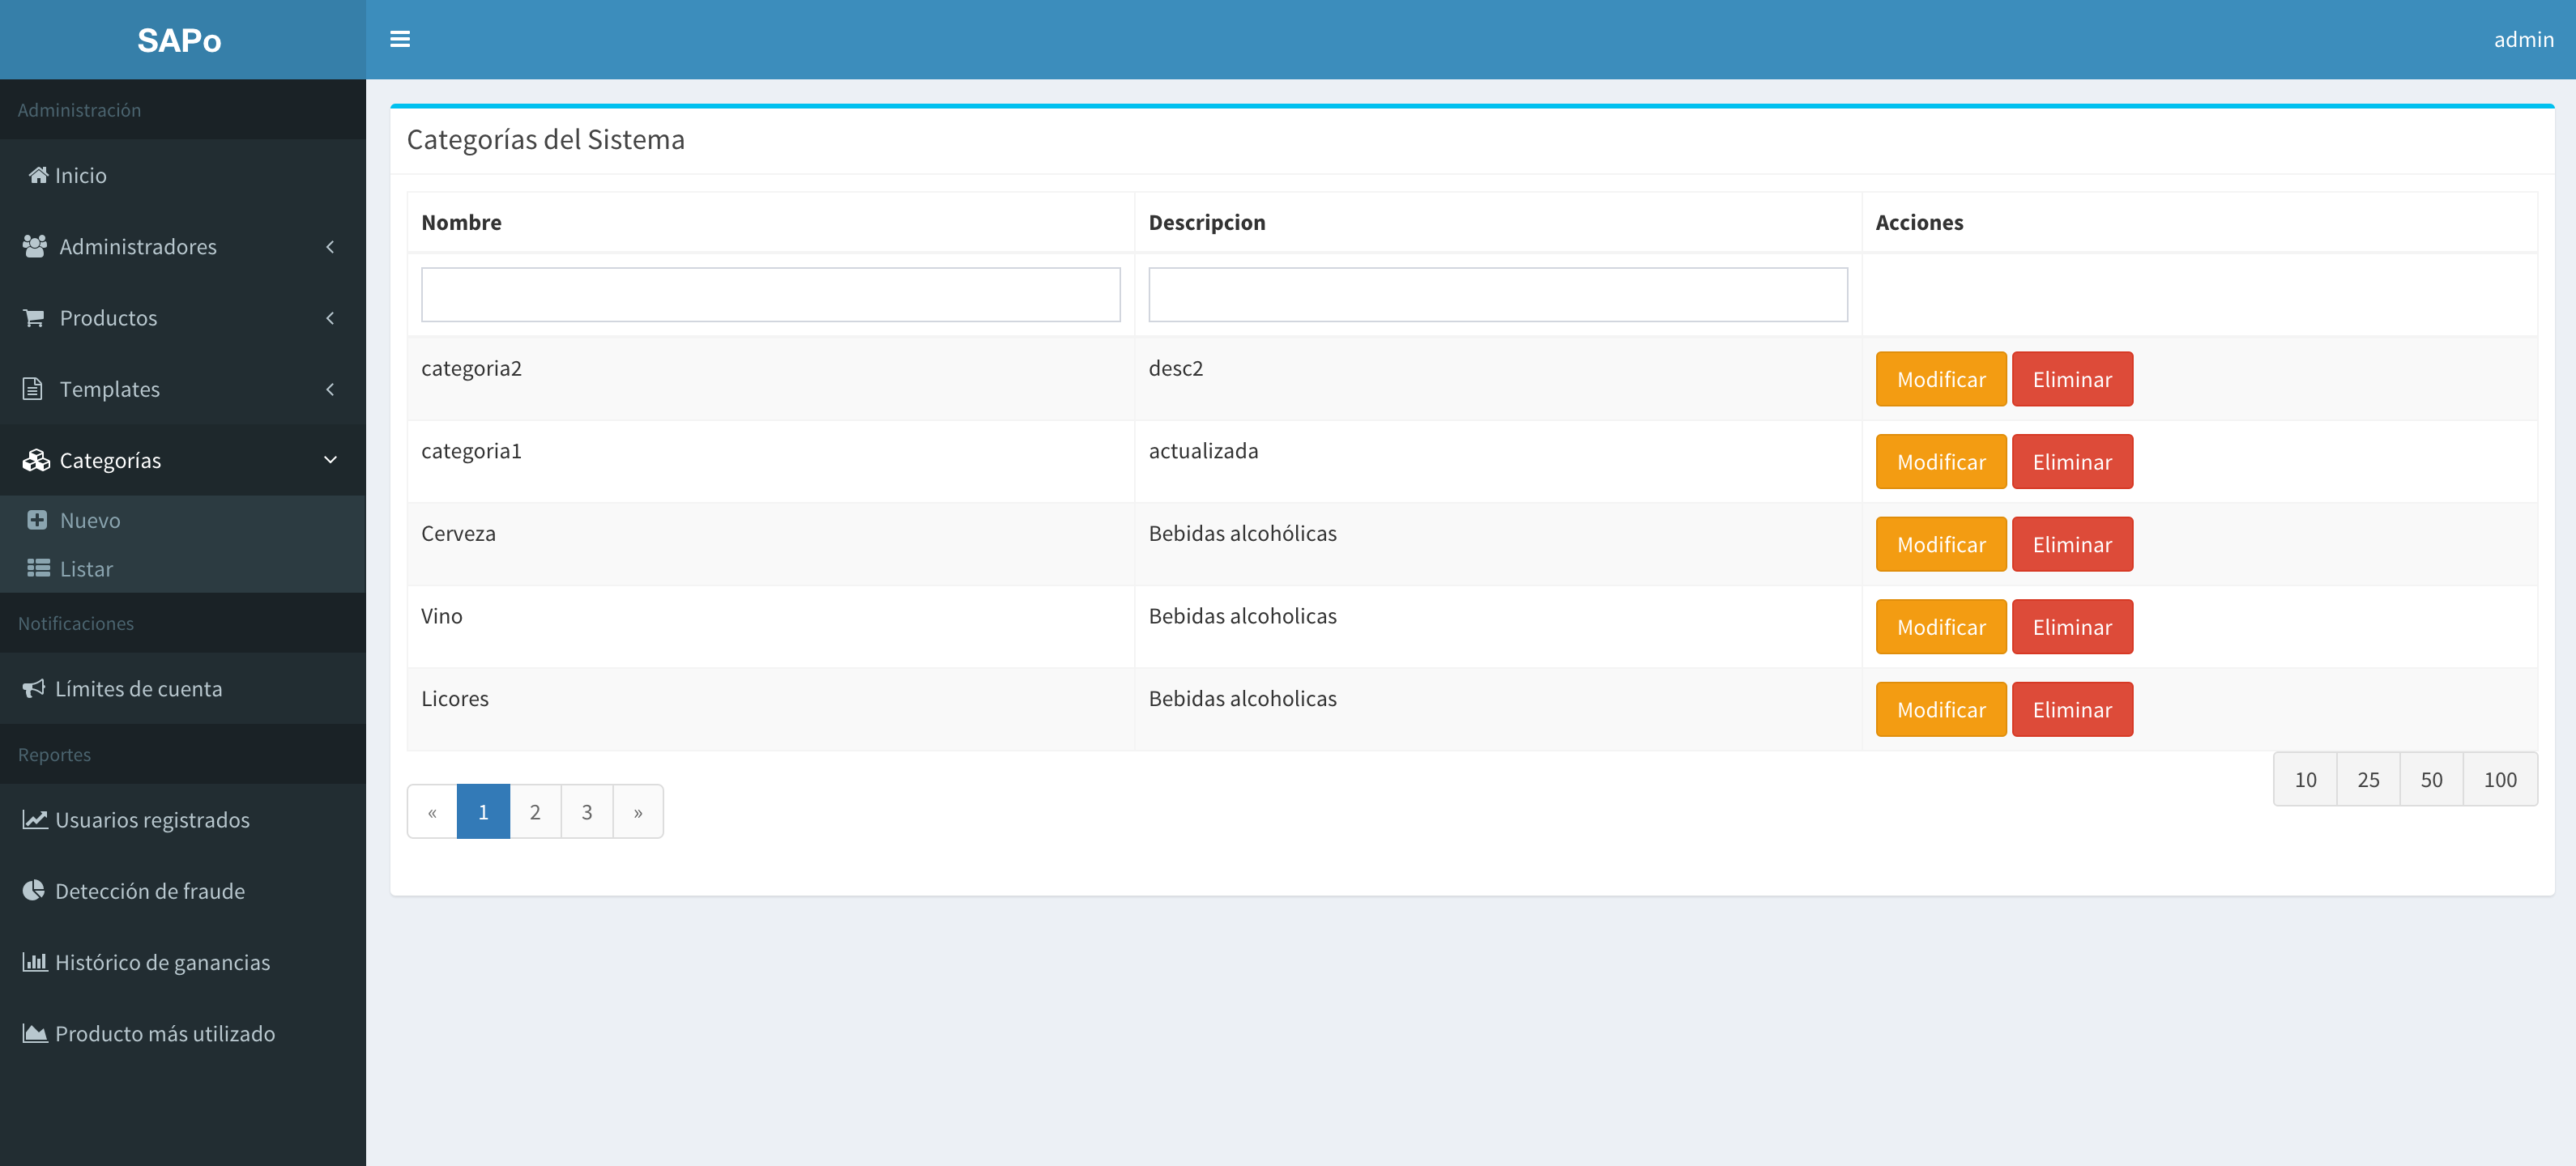 SAPo
admin
Administración
Inicio
Administradores
Productos
Templates
Categorías
Nuevo
Listar
Notificaciones
Límites de cuenta
Reportes
Usuarios registrados
Detección de fraude
Histórico de ganancias
Producto más utilizado
Categorías del Sistema
Nombre Descripcion Acciones
categoria2 desc2 Modificar Eliminar
categoria1 actualizada Modificar Eliminar
Cerveza Bebidas alcohólicas Modificar Eliminar
Vino Bebidas alcoholicas Modificar Eliminar
Licores Bebidas alcoholicas Modificar Eliminar
10 25 50 100
« 1 2 3 »